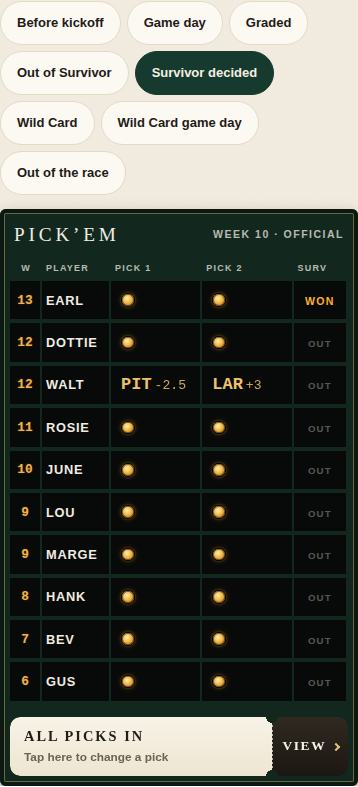 Before kickoff Game day Graded
Out of Survivor Survivor decided
Wild Card Wild Card game day
Out of the race
PICK’EM WEEK 10 · OFFICIAL
W PLAYER PICK 1 PICK 2 SURV
13 EARL WON
12 DOTTIE OUT
12 WALT PIT -2.5 LAR +3 OUT
11 ROSIE OUT
10 JUNE OUT
9 LOU OUT
9 MARGE OUT
8 HANK OUT
7 BEV OUT
6 GUS OUT
ALL PICKS IN
Tap here to change a pick
VIEW ›